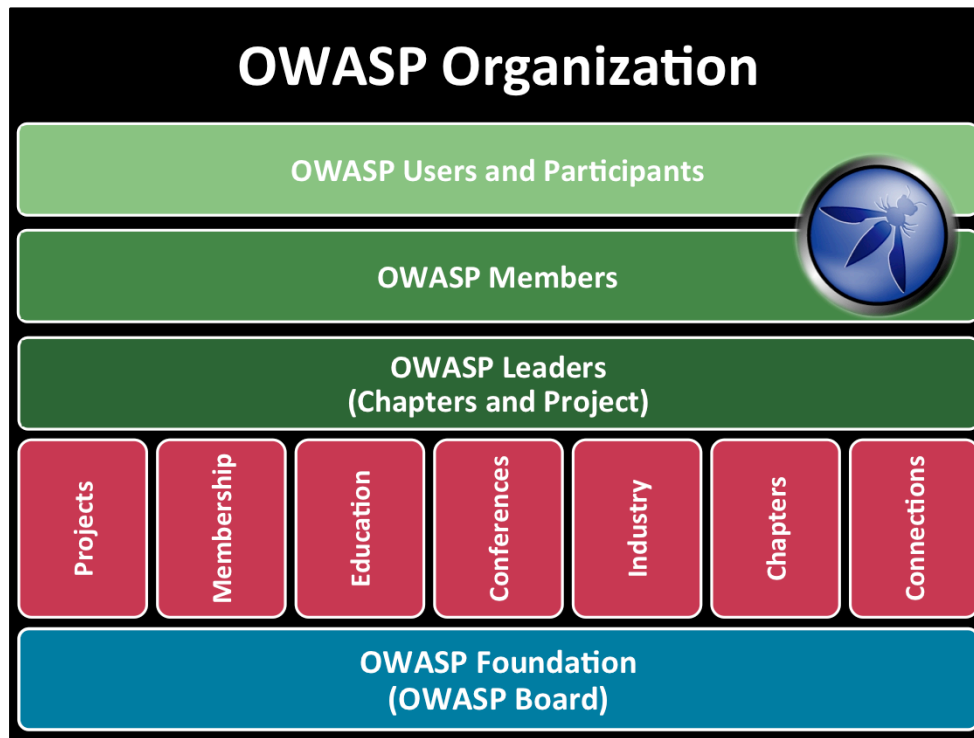 OWASP Organization
OWASP Users and Participants
OWASP Members
OWASP Leaders
(Chapters and Project)
Projects
Membership
Education
Conferences
Industry
Chapters
Connections
OWASP Foundation
(OWASP Board)